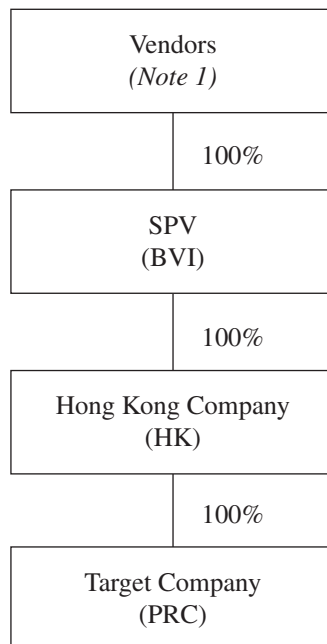 Vendors
(Note 1)
100%
SPV
(BVI)
100%
Hong Kong Company
(HK)
100%
Target Company
(PRC)